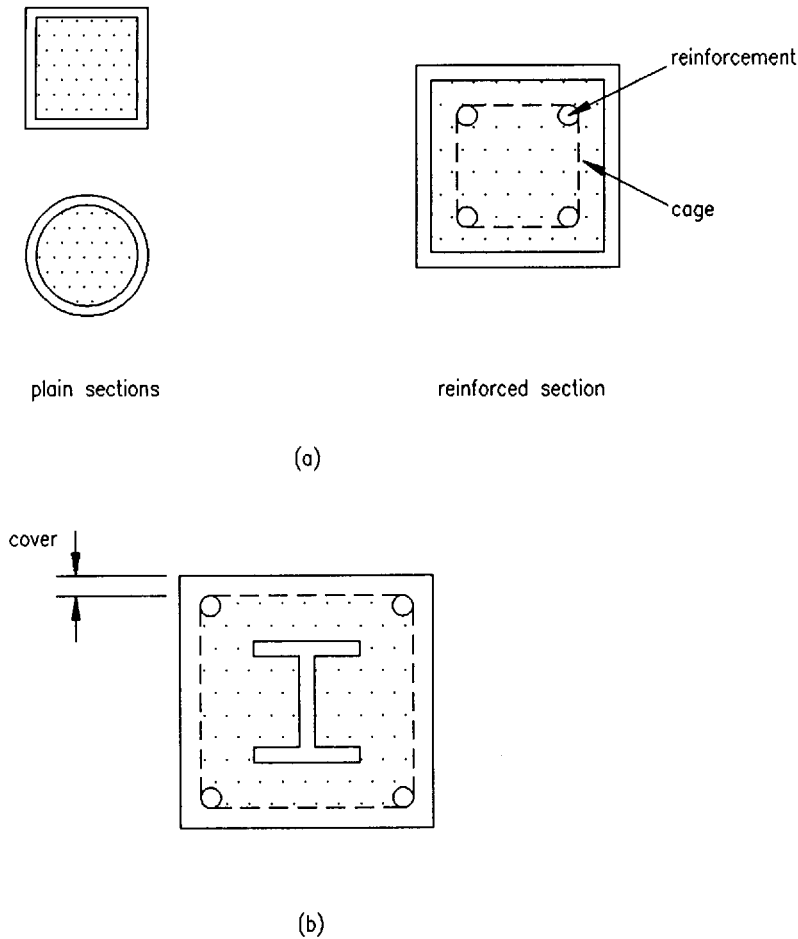 reinforcement
cage
plain sections
reinforced section
(a)
cover
(b)